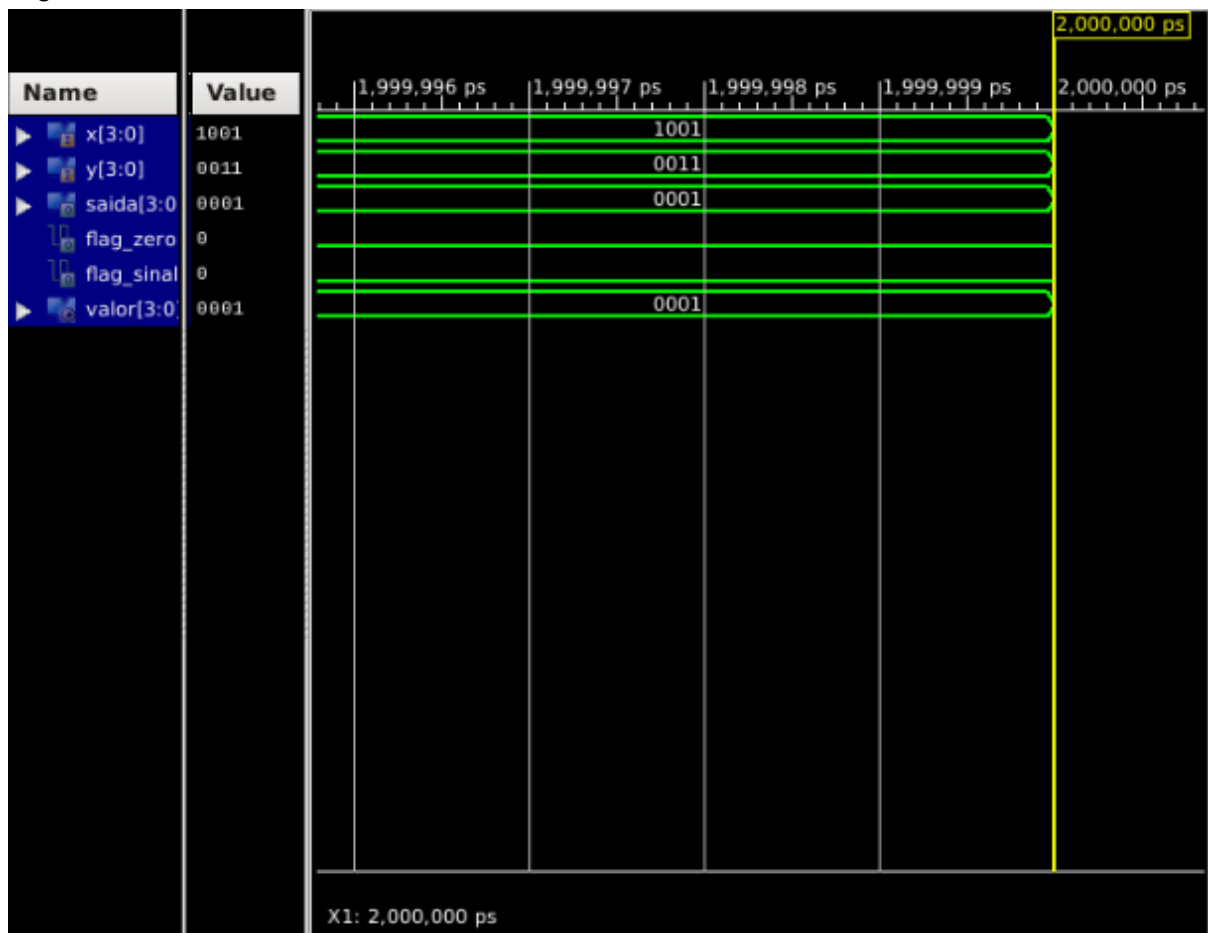 2,000,000 ps
Name Value 1,999,996 ps 1,999,997 ps 1,999,998 ps 1,999,999 ps 2,000,000 ps
x[3:0] 1001 1001
y[3:0] 0011 0011
saida[3:0 0001 0001
flag_zero 0
flag_sinal 0
valor[3:0] 0001 0001
X1: 2,000,000 ps